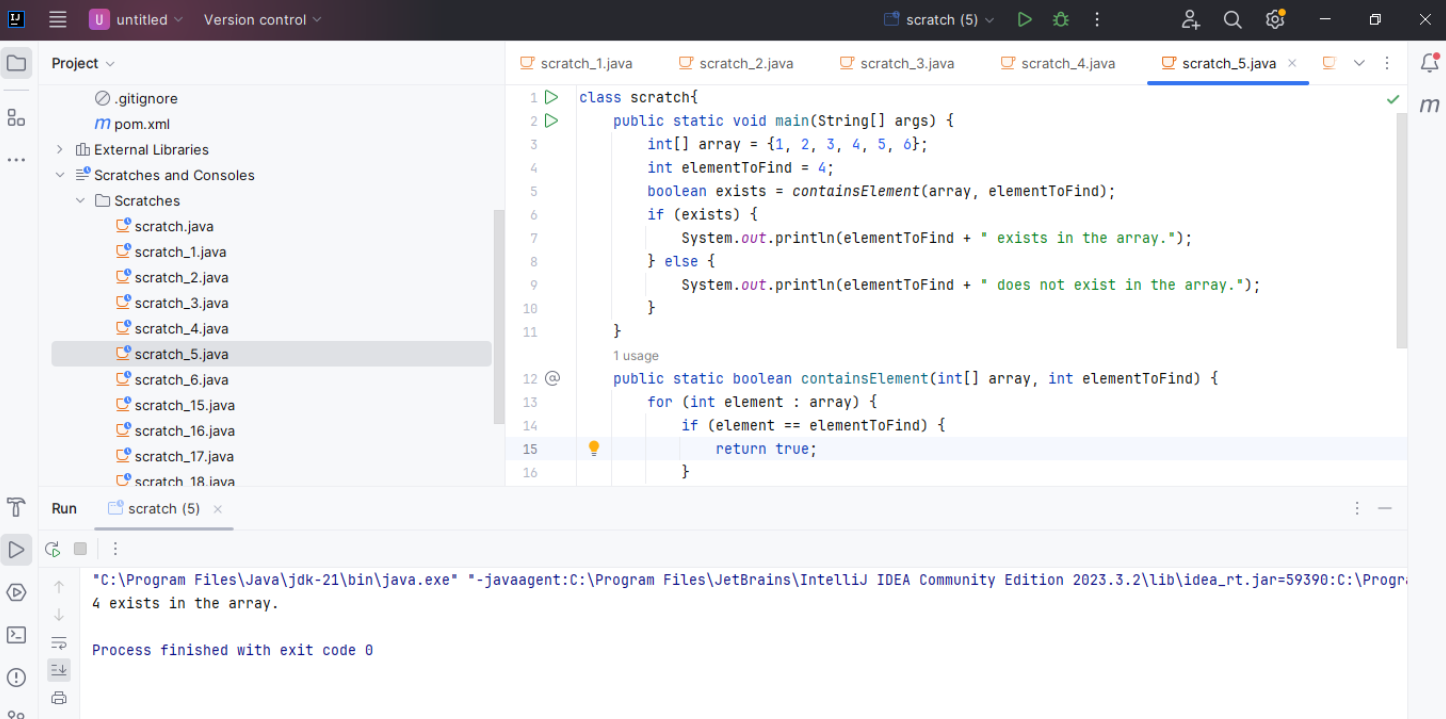 IJ U untitled Version control scratch (5)
Project
scratch_1.java scratch_2.java scratch_3.java scratch_4.java scratch_5.java
.gitignore
m pom.xml
External Libraries
Scratches and Consoles
Scratches
scratch.java
scratch_1.java
scratch_2.java
scratch_3.java
scratch_4.java
scratch_5.java
scratch_6.java
scratch_15.java
scratch_16.java
scratch_17.java
scratch_18.java
m
1 class scratch{
2 public static void main(String[] args) {
3 int[] array = {1, 2, 3, 4, 5, 6};
4 int elementToFind = 4;
5 boolean exists = containsElement(array, elementToFind);
6 if (exists) {
7 System.out.println(elementToFind + " exists in the array.");
8 } else {
9 System.out.println(elementToFind + " does not exist in the array.");
10 }
11 }
1 usage
12 @ public static boolean containsElement(int[] array, int elementToFind) {
13 for (int element : array) {
14 if (element == elementToFind) {
15 return true;
16 }
Run scratch (5)
"C:\Program Files\Java\jdk-21\bin\java.exe" "-javaagent:C:\Program Files\JetBrains\IntelliJ IDEA Community Edition 2023.3.2\lib\idea_rt.jar=59390:C:\Progra
4 exists in the array.
Process finished with exit code 0